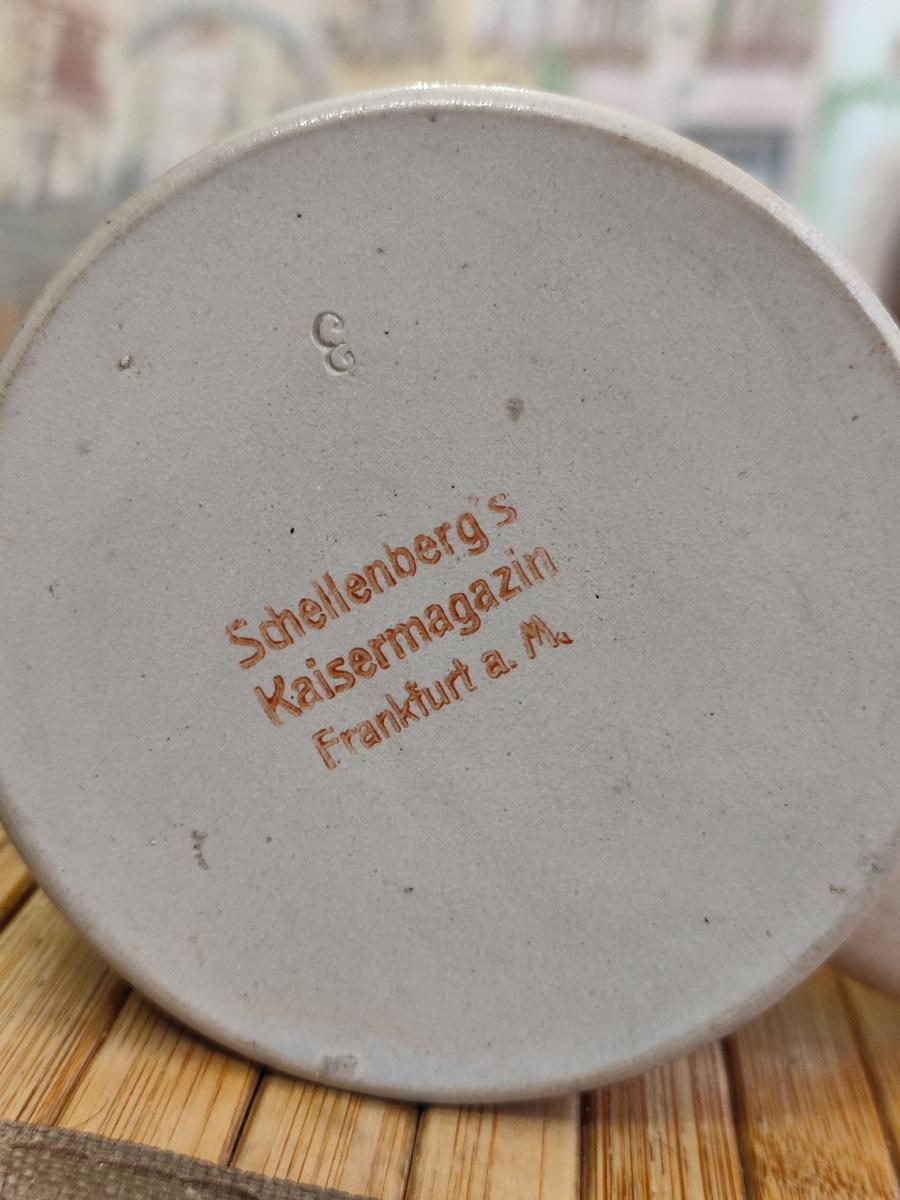 Schellenberg's
Kaisermagazin
Frankfurt a. M.